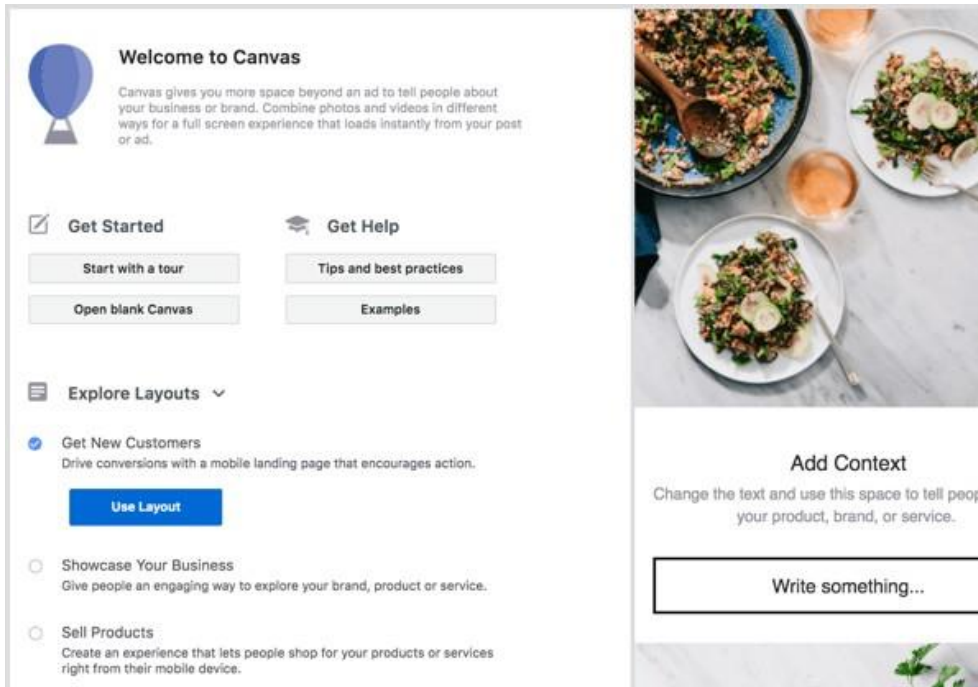 Welcome to Canvas
Canvas gives you more space beyond an ad to tell people about
your business or brand. Combine photos and videos in different
ways for a full screen experience that loads instantly from your post
or ad.
Get Started
Get Help
Start with a tour
Tips and best practices
Open blank Canvas
Examples
Explore Layouts
Get New Customers
Drive conversions with a mobile landing page that encourages action.
Use Layout
Showcase Your Business
Give people an engaging way to explore your brand, product or service.
Sell Products
Create an experience that lets people shop for your products or services
right from their mobile device.
Add Context
Change the text and use this space to tell
your product, brand, or service.
Write something...